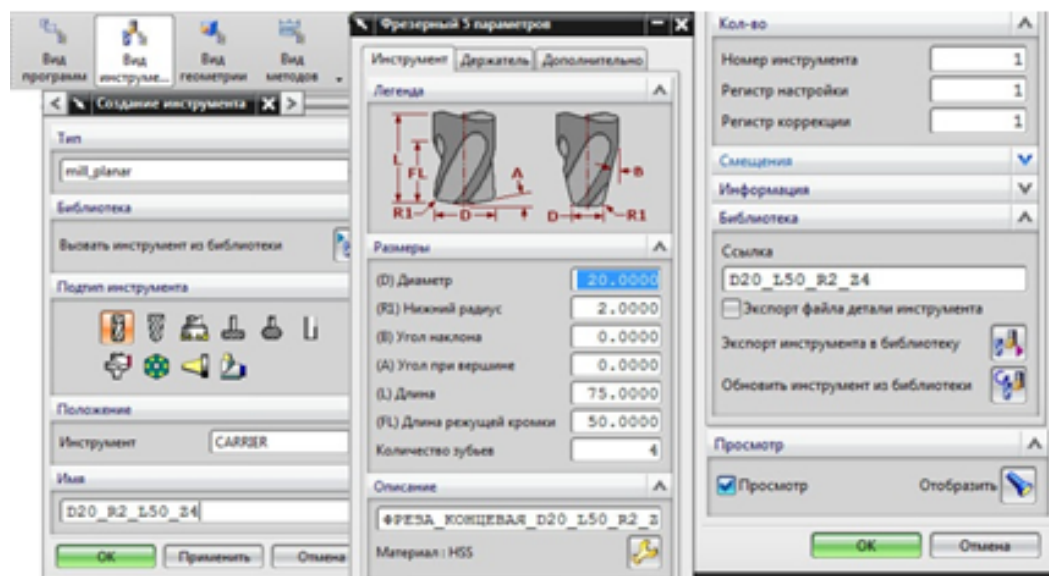 Вид программ
Вид инструме...
Вид геометрии
Вид методов
Создание инструмента
Тип
mill_planar
Библиотека
Вызвать инструмент из библиотеки
Подтип инструмента
Положение
Инструмент
CARRIER
Имя
D20_R2_L50_Z4
OK
Применить
Отмена
Фрезерный 5 параметров
Инструмент
Держатель
Дополнительно
Легенда
L
FL
A
B
R1
D
D
R1
Размеры
(D) Диаметр
20.0000
(R1) Нижний радиус
2.0000
(B) Угол наклона
0.0000
(A) Угол при вершине
0.0000
(L) Длина
75.0000
(FL) Длина режущей кромки
50.0000
Количество зубьев
4
Описание
ФРЕЗА_КОНЦЕВАЯ_D20_L50_R2_Z
Материал : HSS
Кол-во
Номер инструмента
1
Регистр настройки
1
Регистр коррекции
1
Смещения
Информация
Библиотека
Ссылка
D20_L50_R2_Z4
Экспорт файла детали инструмента
Экспорт инструмента в библиотеку
Обновить инструмент из библиотеки
Просмотр
Просмотр
Отобразить
OK
Отмена